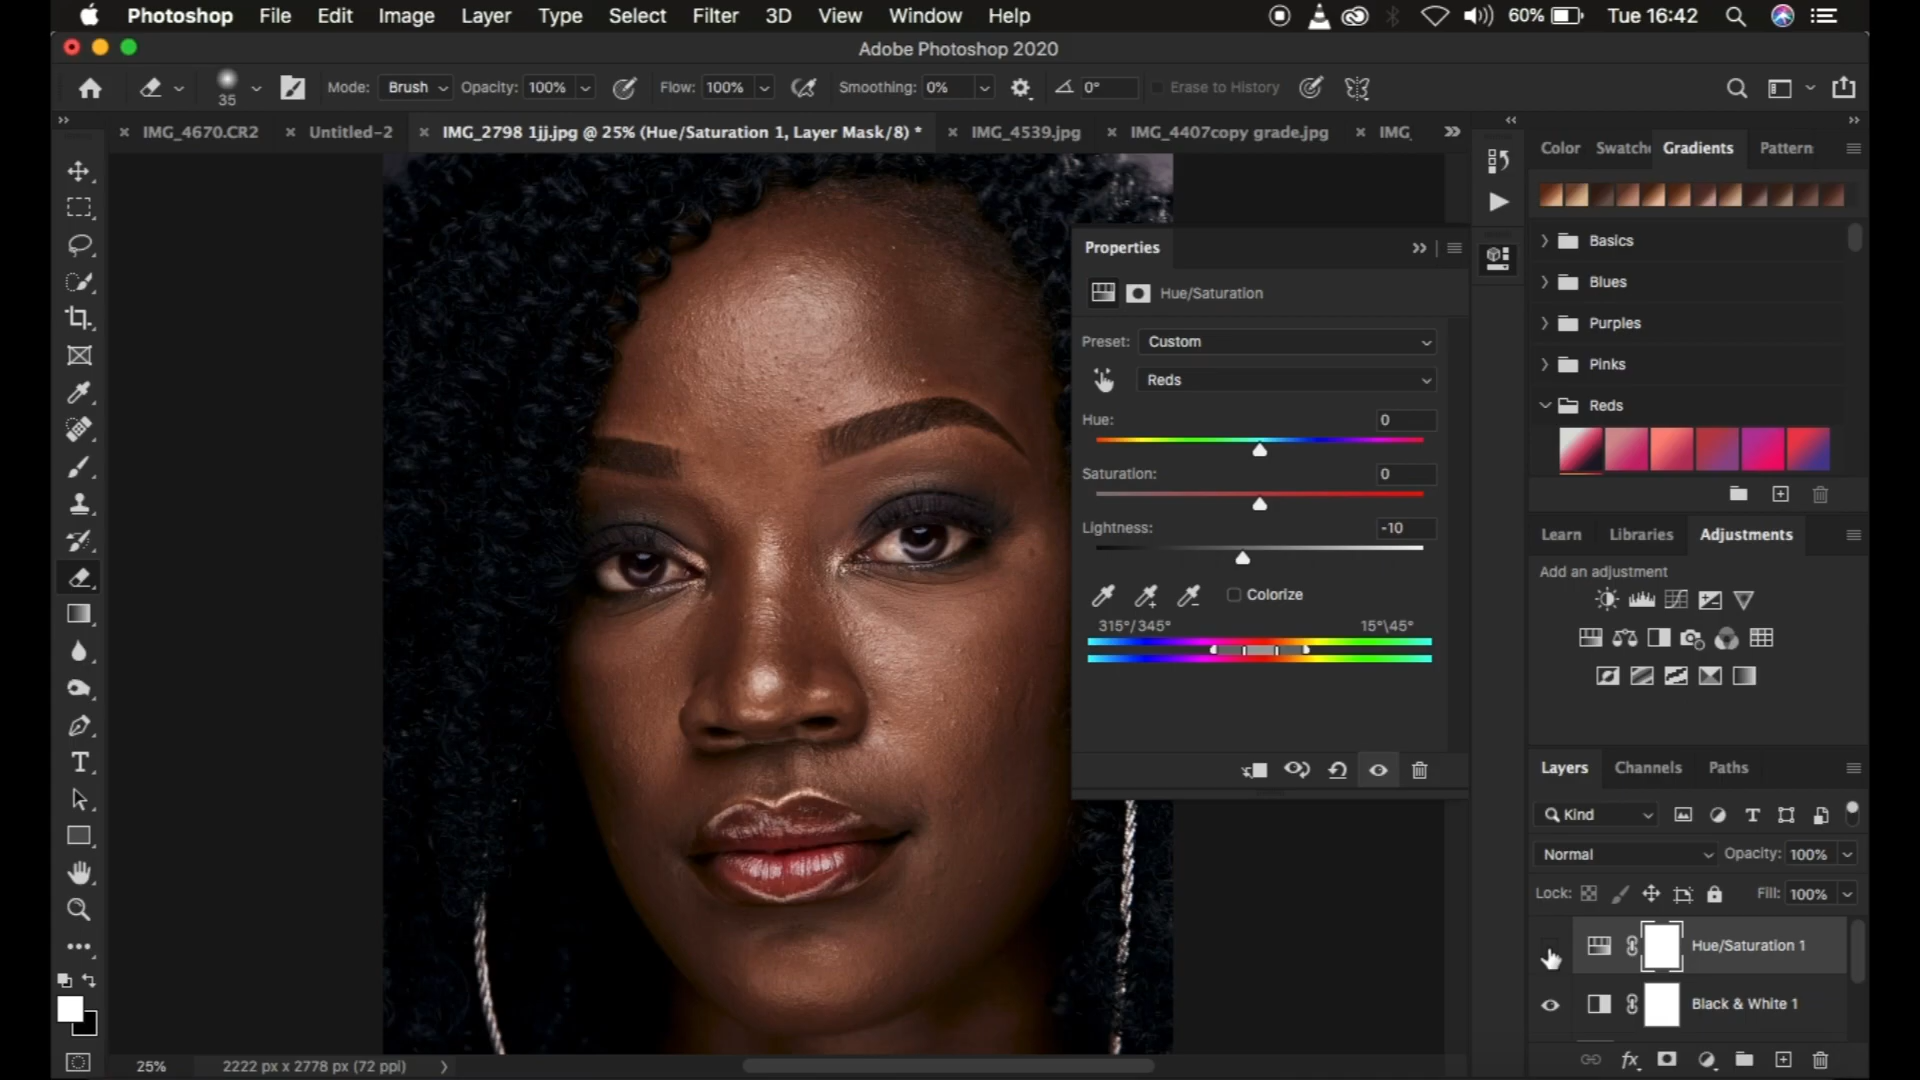 Photoshop File Edit Image Layer Type Select Filter 3D View Window Help 60% Tue 16:42
Adobe Photoshop 2020
35 Mode: Brush Opacity: 100% Flow: 100% Smoothing: 0% 0° Erase to History
IMG_4670.CR2 Untitled-2 IMG_2798 1jj.jpg @ 25% (Hue/Saturation 1, Layer Mask/8) * IMG_4539.jpg IMG_4407copy grade.jpg IMG_
Color Swatche Gradients Pattern
Basics
Blues
Purples
Pinks
Reds
Properties
Hue/Saturation
Preset: Custom
Reds
Hue: 0
Saturation: 0
Lightness: -10
Colorize
315°/345° 15°\45°
Learn Libraries Adjustments
Add an adjustment
Layers Channels Paths
Kind
Normal Opacity: 100%
Lock: Fill: 100%
Hue/Saturation 1
Black & White 1
25% 2222 px x 2778 px (72 ppi)